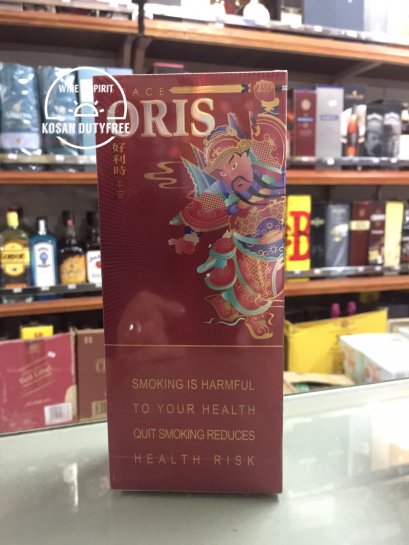 WINE & SPIRIT
KOSAN DUTYFREE
ACE
ORIS
好利時
平安
SMOKING IS HARMFUL
TO YOUR HEALTH
QUIT SMOKING REDUCES
HEALTH RISK